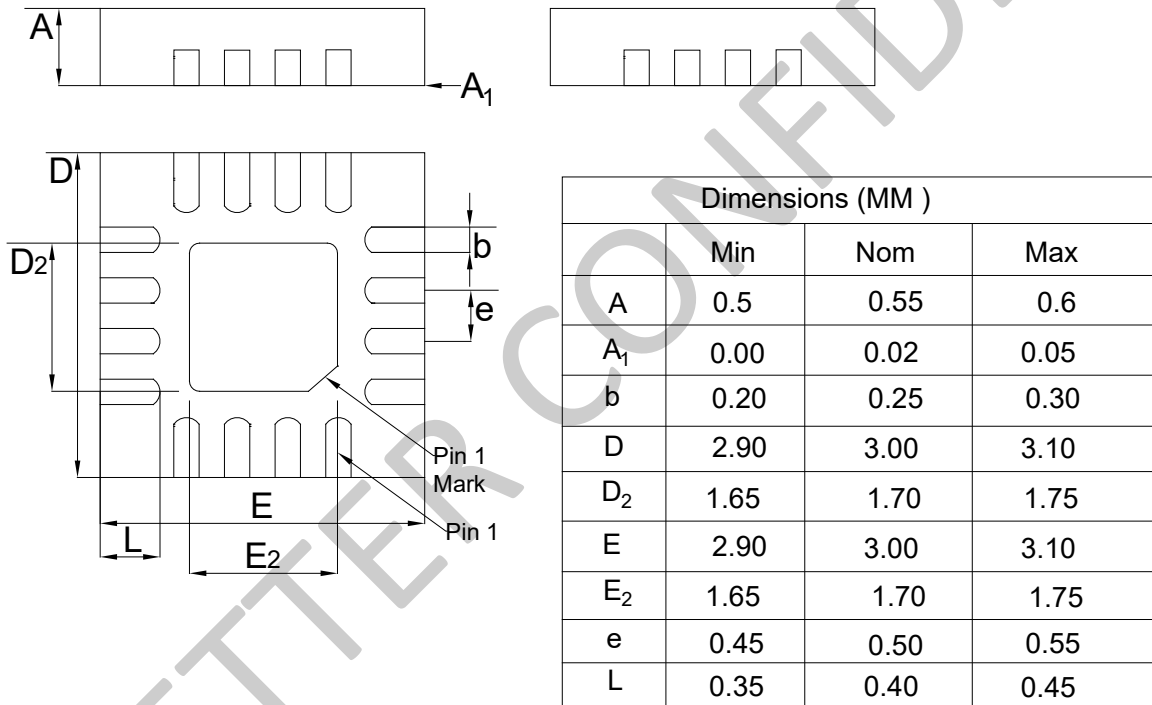 A
A₁
D
D2
b
e
Pin 1
Mark
Pin 1
E
L
E2
Dimensions (MM )
Min Nom Max
A 0.5 0.55 0.6
A₁ 0.00 0.02 0.05
b 0.20 0.25 0.30
D 2.90 3.00 3.10
D₂ 1.65 1.70 1.75
E 2.90 3.00 3.10
E₂ 1.65 1.70 1.75
e 0.45 0.50 0.55
L 0.35 0.40 0.45